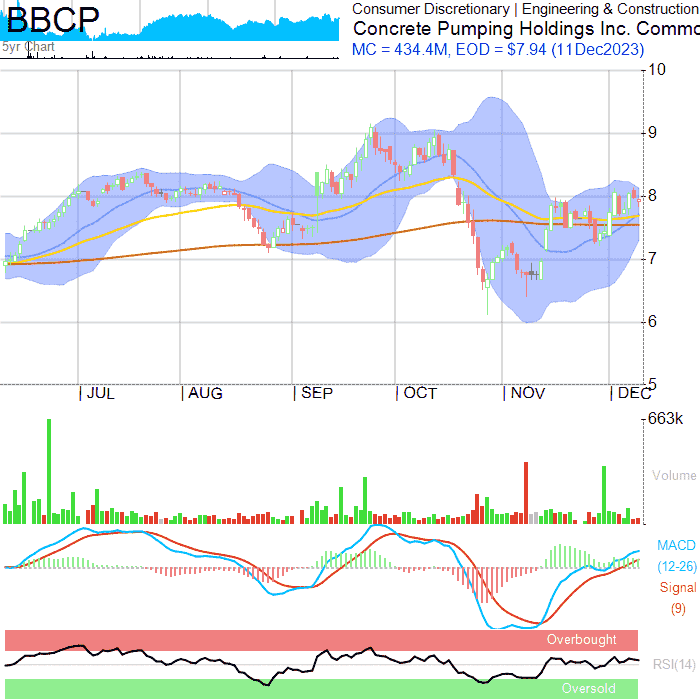 BBCP
5yr Chart
Consumer Discretionary | Engineering & Construction
Concrete Pumping Holdings Inc. Commo
MC = 434.4M, EOD = $7.94 (11Dec2023)
10
9
8
7
6
5
JUL AUG SEP OCT NOV DEC
663k
Volume
MACD
(12-26)
Signal
(9)
Overbought
RSI(14)
Oversold